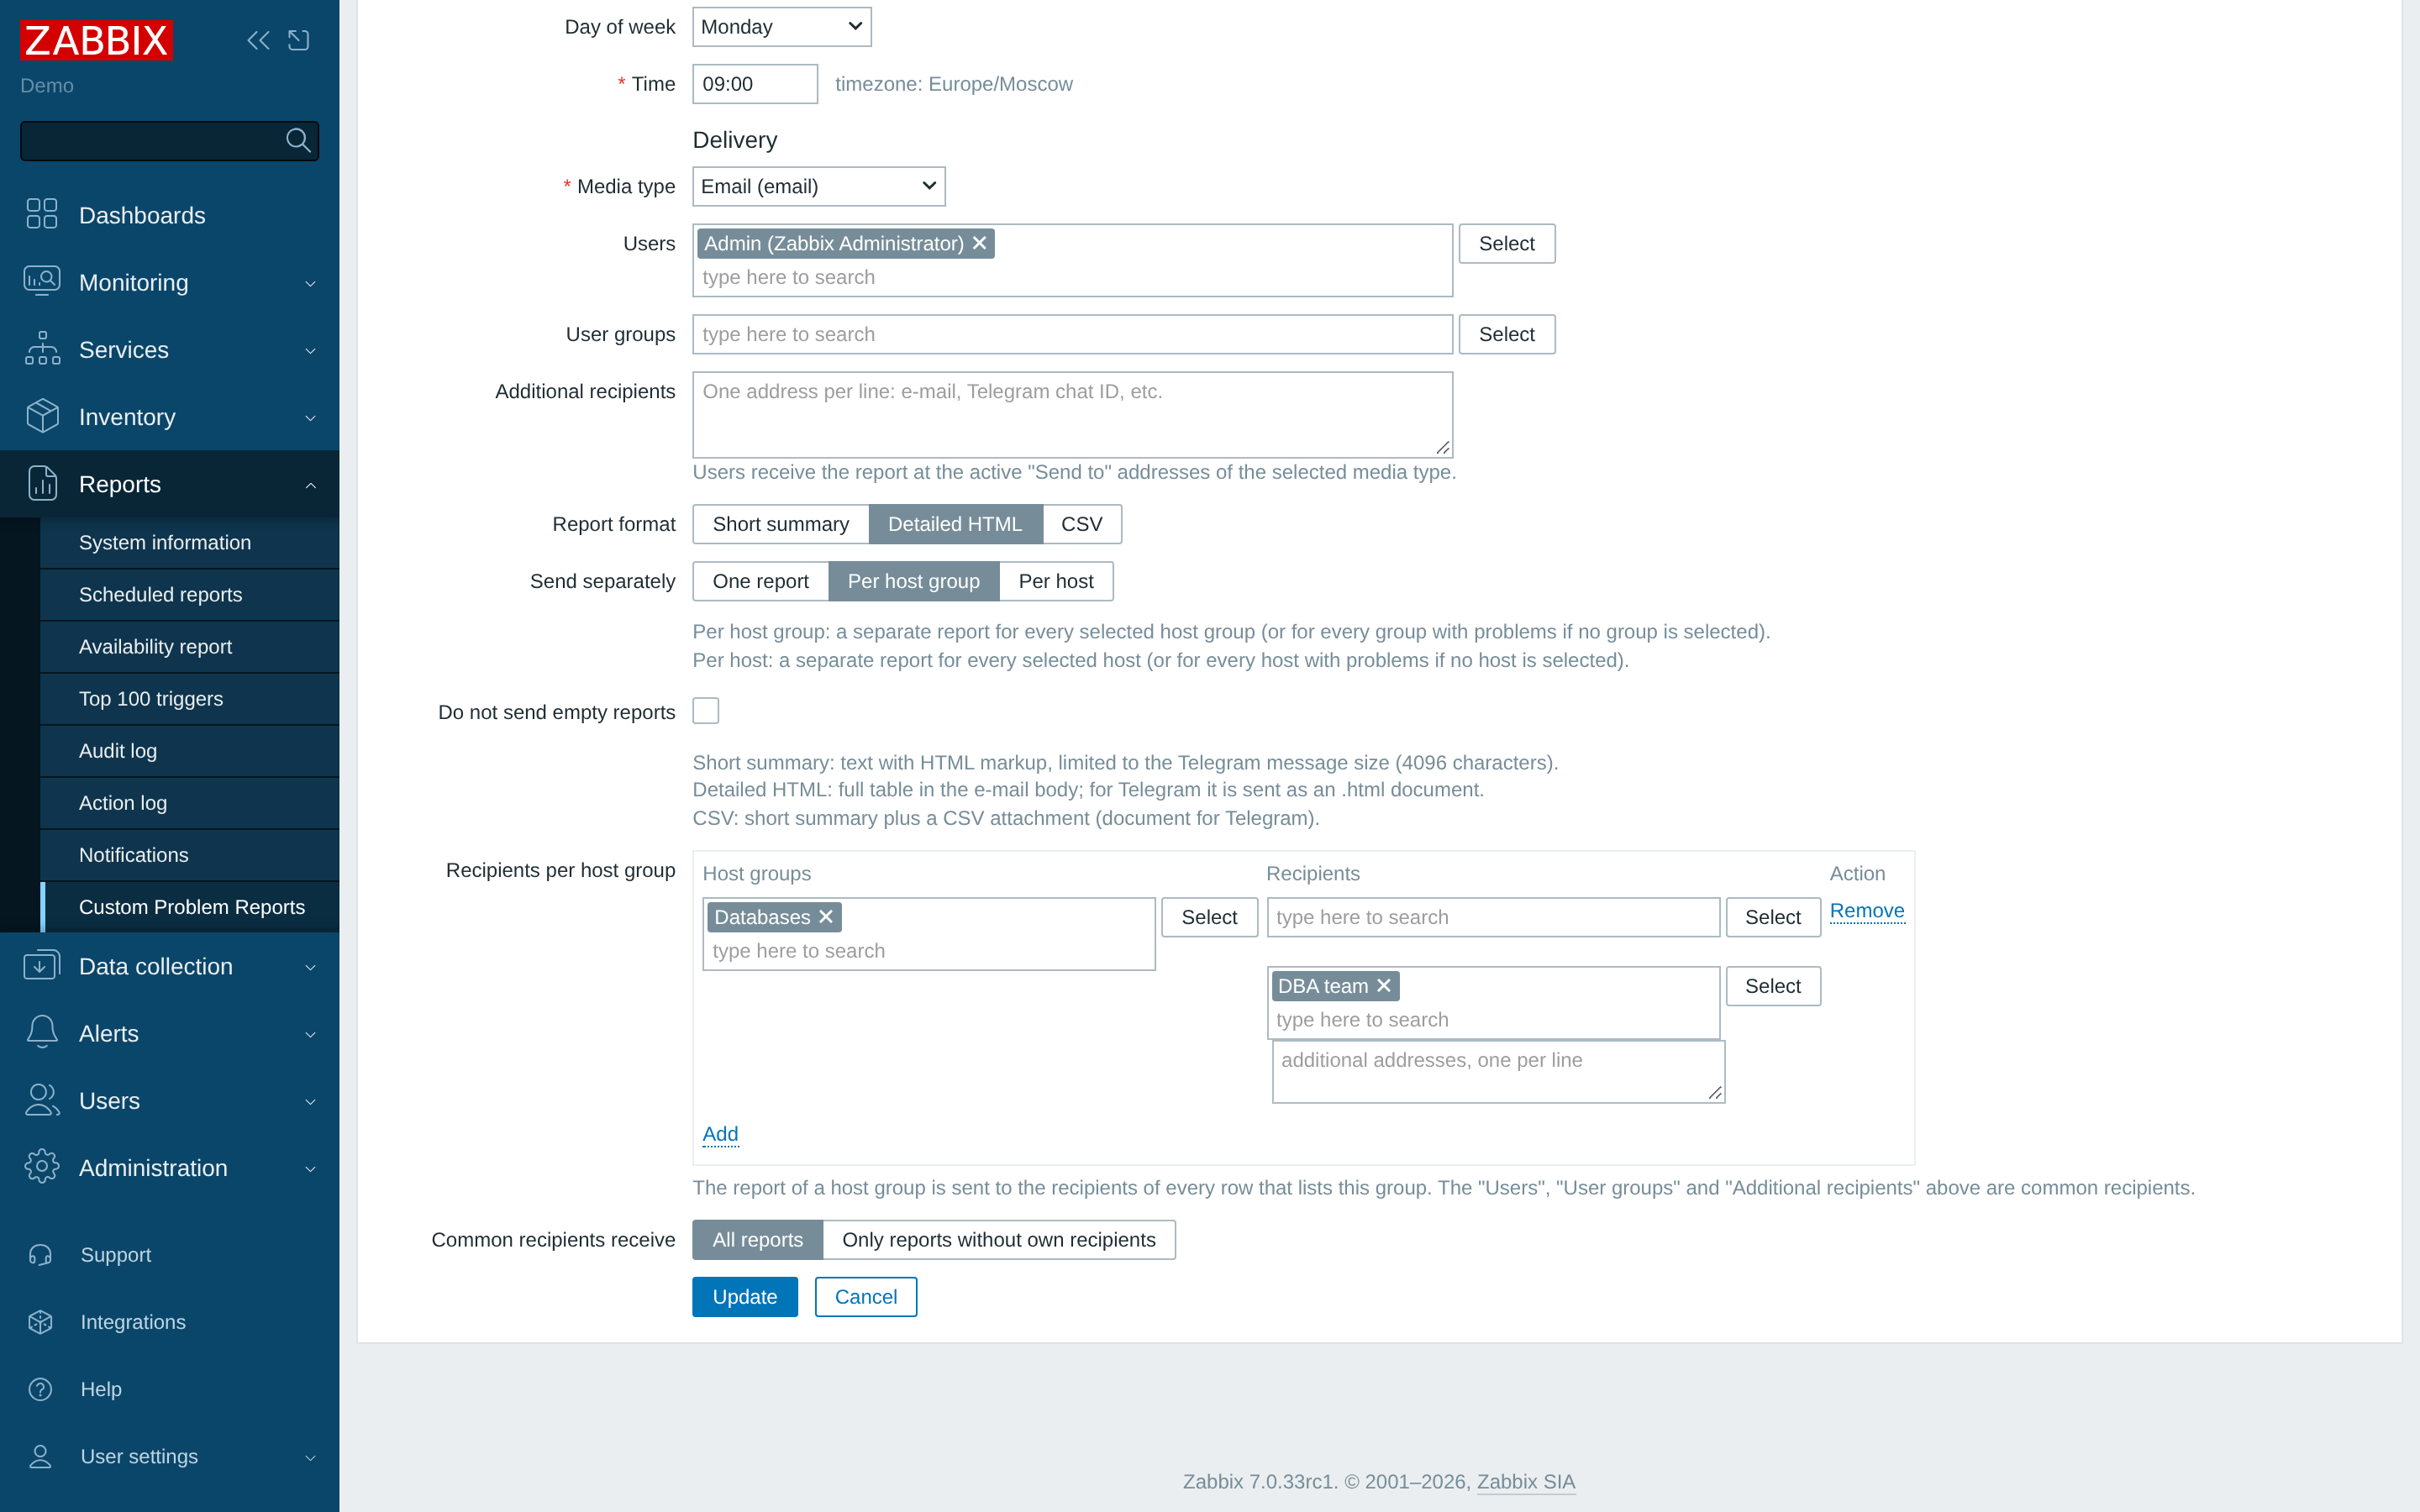 ZABBIX
Demo
Dashboards
Monitoring
Services
Inventory
Reports
System information
Scheduled reports
Availability report
Top 100 triggers
Audit log
Action log
Notifications
Custom Problem Reports
Data collection
Alerts
Users
Administration
Support
Integrations
Help
User settings
Day of week Monday
* Time 09:00 timezone: Europe/Moscow
Delivery
* Media type Email (email)
Users Admin (Zabbix Administrator) Select
type here to search
User groups type here to search Select
Additional recipients One address per line: e-mail, Telegram chat ID, etc.
Users receive the report at the active "Send to" addresses of the selected media type.
Report format Short summary Detailed HTML CSV
Send separately One report Per host group Per host
Per host group: a separate report for every selected host group (or for every group with problems if no group is selected).
Per host: a separate report for every selected host (or for every host with problems if no host is selected).
Do not send empty reports
Short summary: text with HTML markup, limited to the Telegram message size (4096 characters).
Detailed HTML: full table in the e-mail body; for Telegram it is sent as an .html document.
CSV: short summary plus a CSV attachment (document for Telegram).
Recipients per host group Host groups Recipients Action
Databases Select type here to search Select Remove
type here to search
DBA team Select
type here to search
additional addresses, one per line
Add
The report of a host group is sent to the recipients of every row that lists this group. The "Users", "User groups" and "Additional recipients" above are common recipients.
Common recipients receive All reports Only reports without own recipients
Update Cancel
Zabbix 7.0.33rc1. © 2001–2026, Zabbix SIA